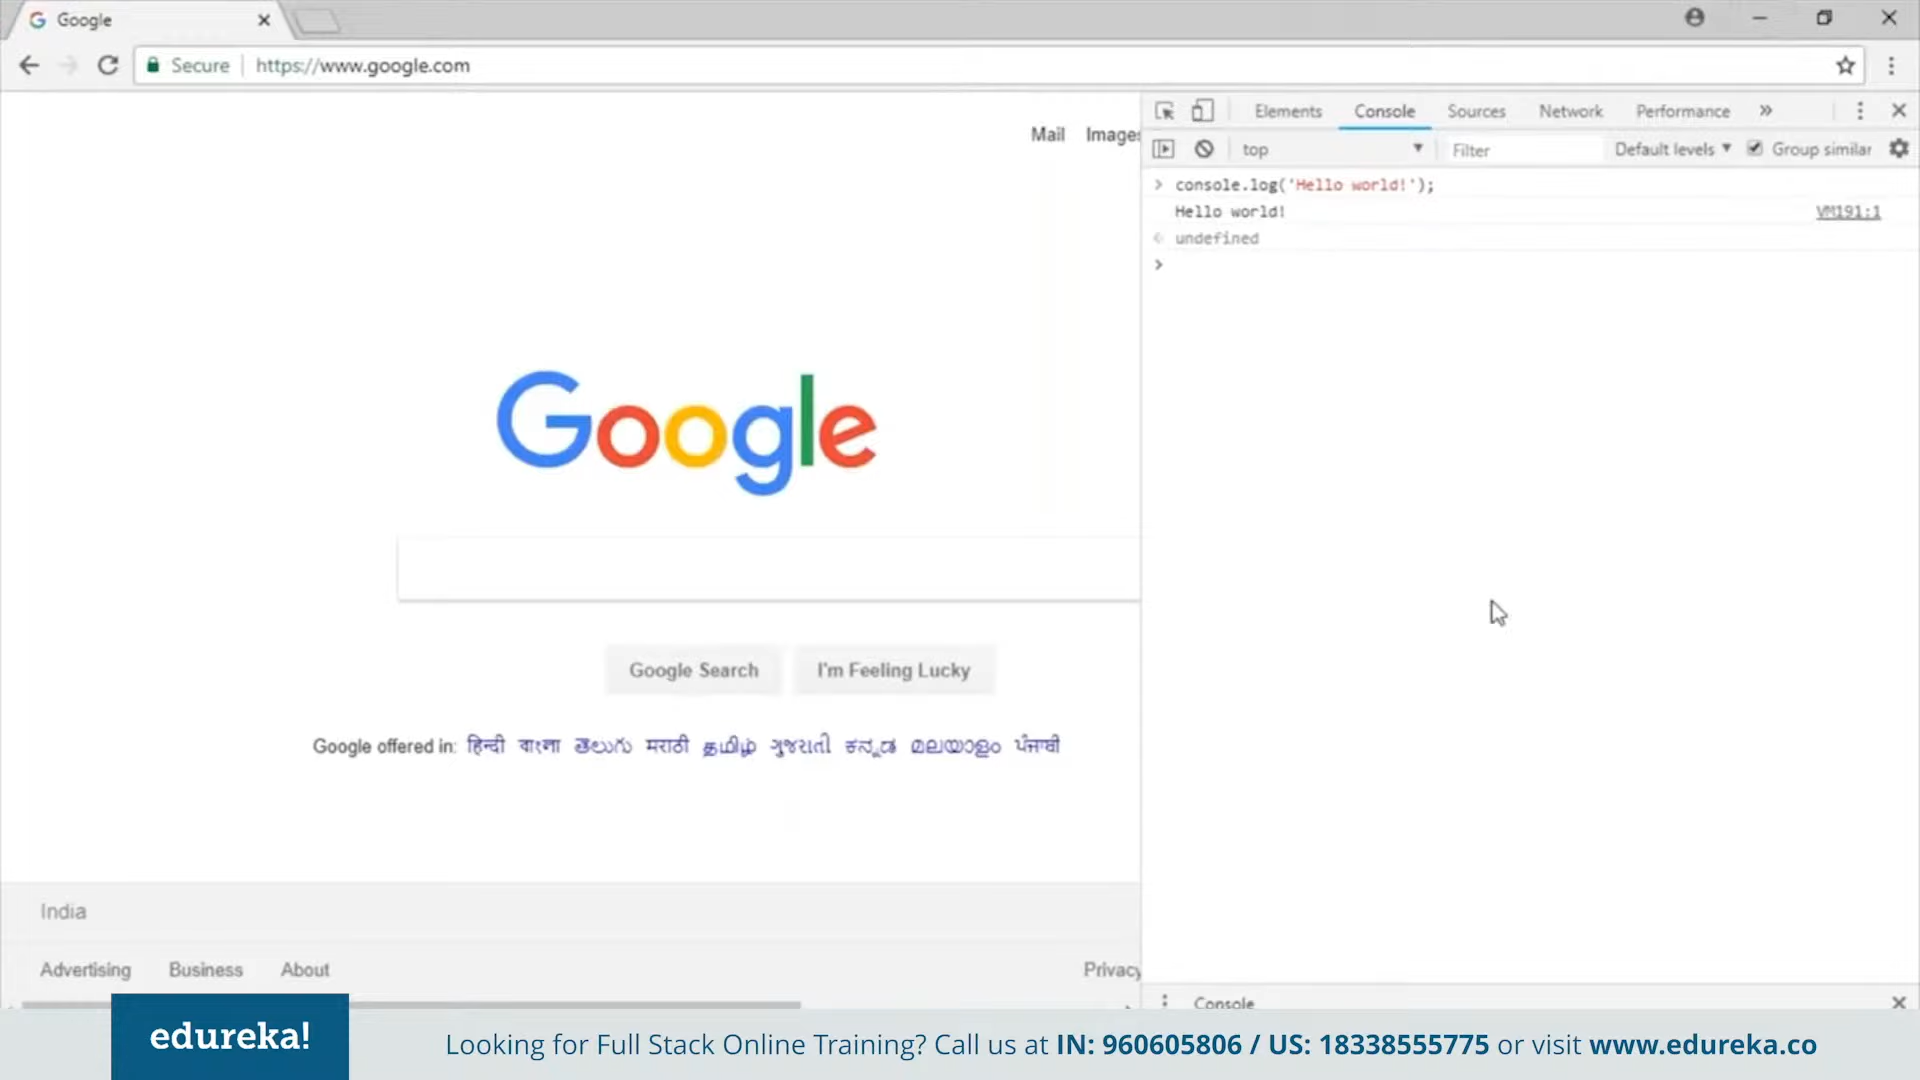 Google
Secure https://www.google.com
Mail Images
Google
Google Search I'm Feeling Lucky
Google offered in: हिन्दी বাংলা తెలుగు मराठी தமிழ் ગુજરાતી ಕನ್ನಡ മലയാളം ਪੰਜਾਬੀ
India
Advertising Business About Privacy
Elements Console Sources Network Performance »
top Filter Default levels Group similar
> console.log('Hello world!');
Hello world! VM191:1
< undefined
>
Console
edureka!
Looking for Full Stack Online Training? Call us at IN: 960605806 / US: 18338555775 or visit www.edureka.co